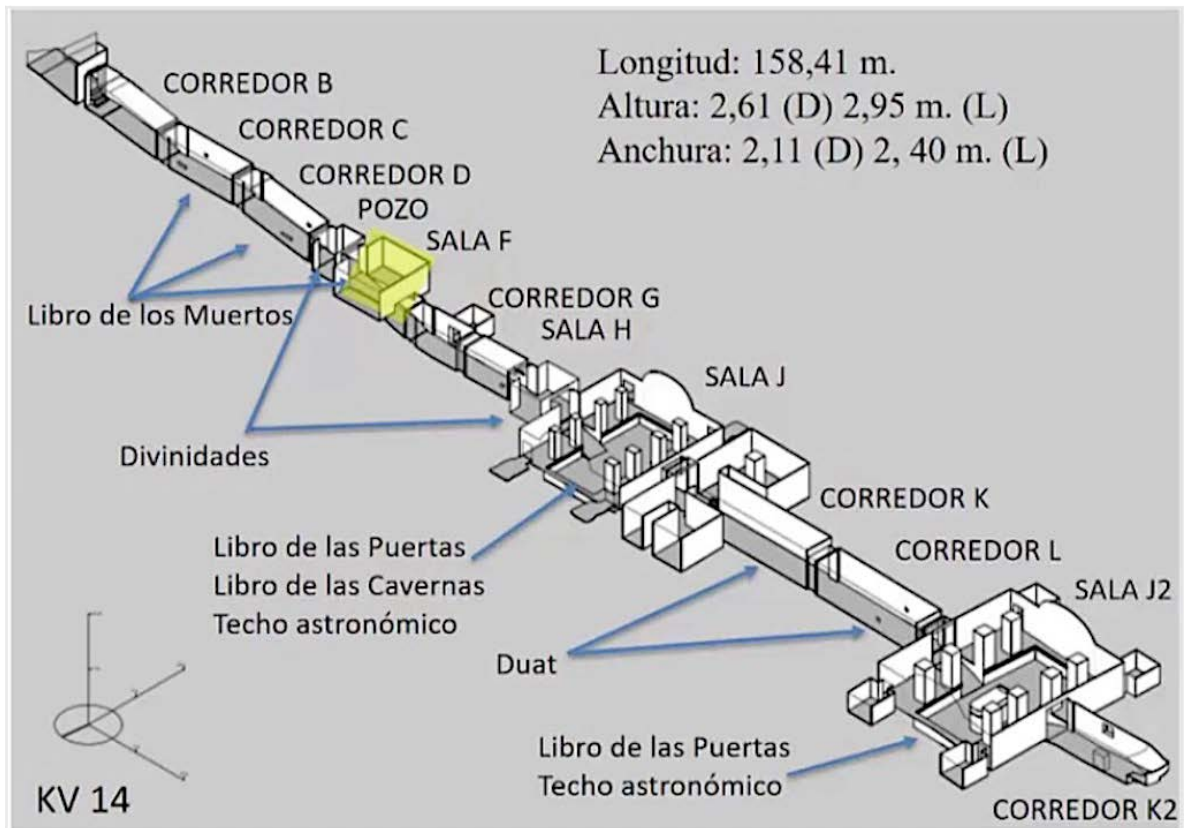 Longitud: 158,41 m.
Altura: 2,61 (D) 2,95 m. (L)
Anchura: 2,11 (D) 2, 40 m. (L)
CORREDOR B
CORREDOR C
CORREDOR D
POZO
SALA F
Libro de los Muertos
CORREDOR G
SALA H
SALA J
Divinidades
CORREDOR K
Libro de las Puertas
Libro de las Cavernas
Techo astronómico
CORREDOR L
SALA J2
Duat
Libro de las Puertas
Techo astronómico
KV 14
CORREDOR K2